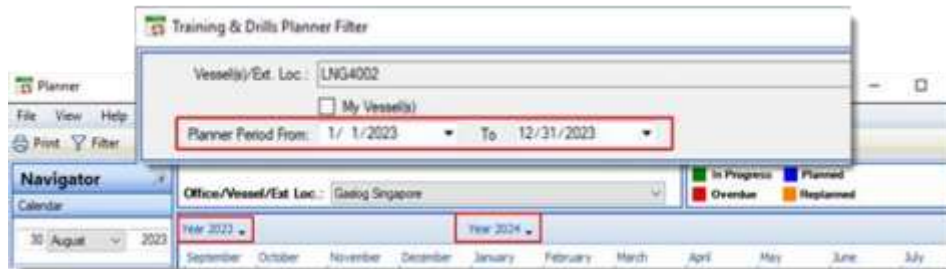 Training & Drills Planner Filter
Vessel(s)/Ext. Loc.: LNG4002
My Vessel(s)
Planner Period From: 1/ 1/2023 To 12/31/2023
Planner
File View Help
Print Filter
Navigator
Calendar
30 August 2023
Office/Vessel/Ext Loc.: Gaslog Singapore
In Progress Planned
Overdue Replanned
Year 2023 Year 2024
September October November December January February March April May June July